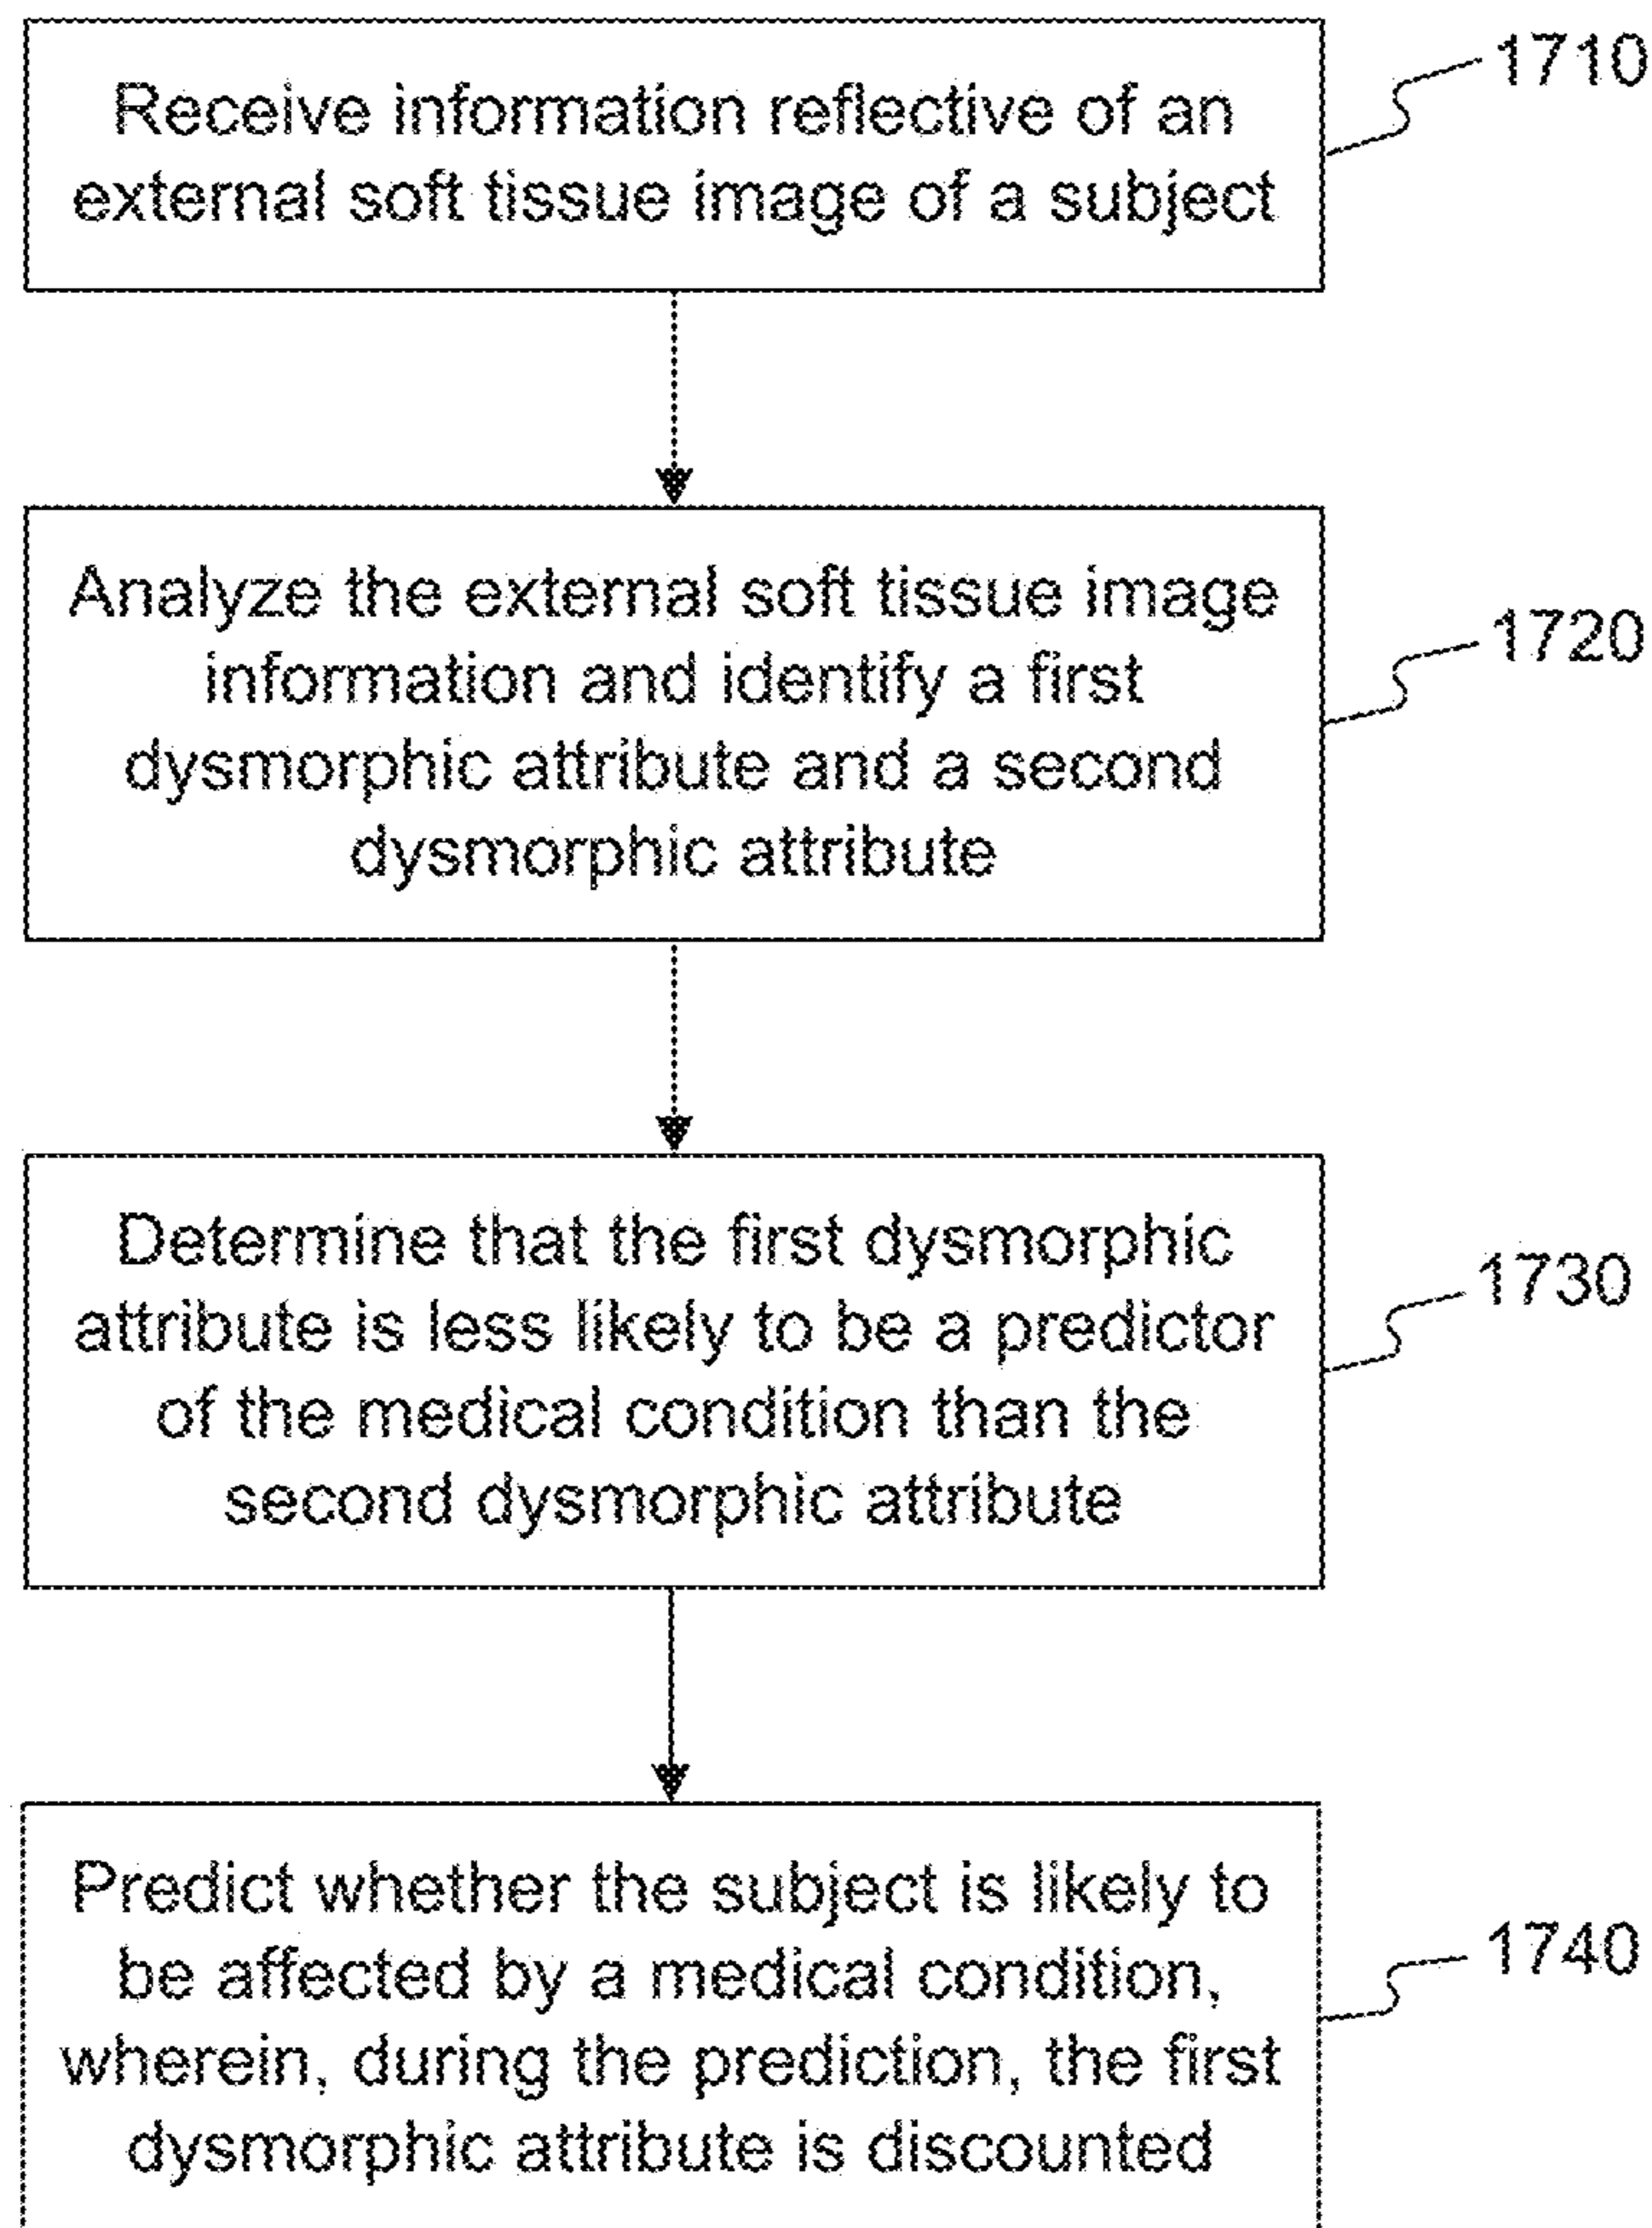 Receive information reflective of an
external soft tissue image of a subject
1710
Analyze the external soft tissue image
information and identify a first
dysmorphic attribute and a second
dysmorphic attribute
1720
Determine that the first dysmorphic
attribute is less likely to be a predictor
of the medical condition than the
second dysmorphic attribute
1730
Predict whether the subject is likely to
be affected by a medical condition,
wherein, during the prediction, the first
dysmorphic attribute is discounted
1740